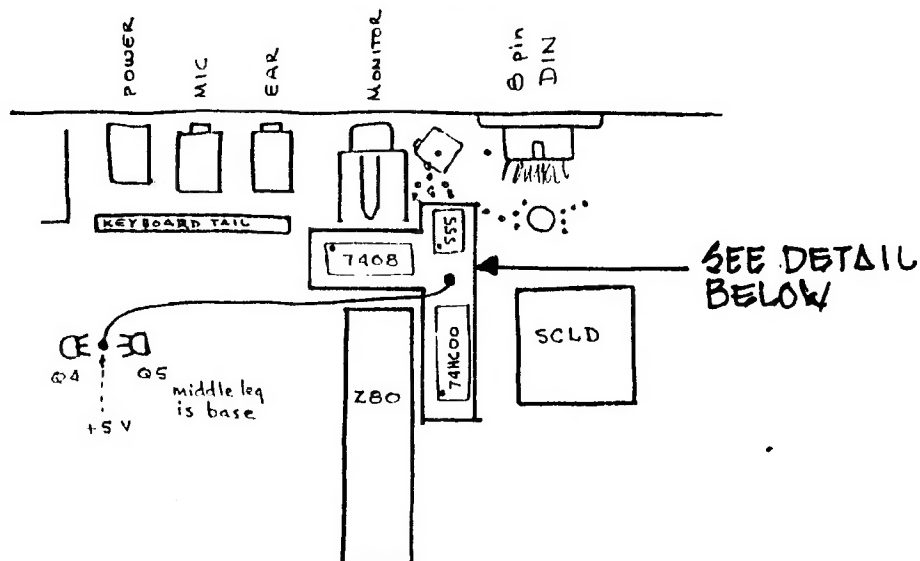 POWER
MIC
EAR
MONITOR
8 pin
DIN
KEYBOARD TAIL
555
7408
SEE DETAIL
BELOW
74HC00
SCLD
Z80
Q4
Q5
middle leg
is base
+5V